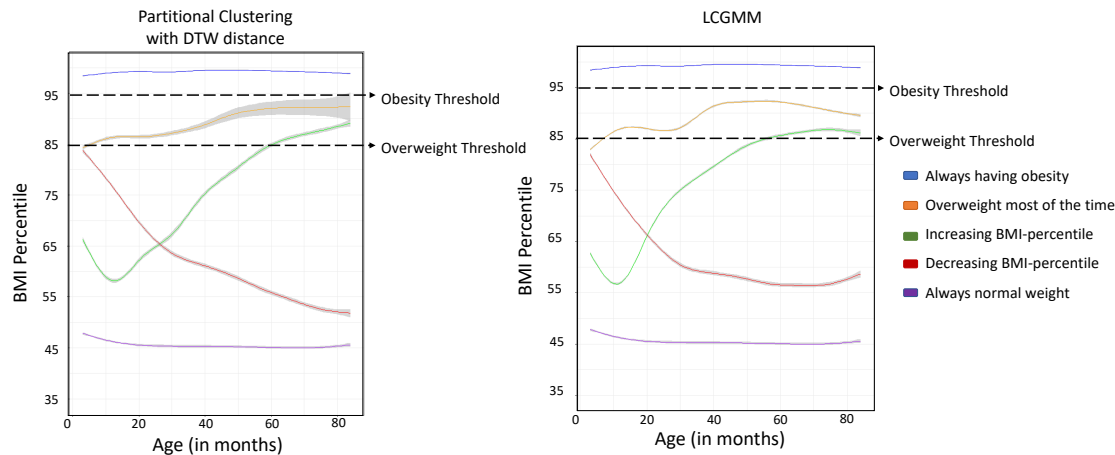 Partitional Clustering
with DTW distance
BMI Percentile
95
85
75
65
55
45
35
0
20
40
60
80
Age (in months)
Obesity Threshold
Overweight Threshold
LCGMM
BMI Percentile
95
85
75
65
55
45
35
0
20
40
60
80
Age (in months)
Obesity Threshold
Overweight Threshold
Always having obesity
Overweight most of the time
Increasing BMI-percentile
Decreasing BMI-percentile
Always normal weight